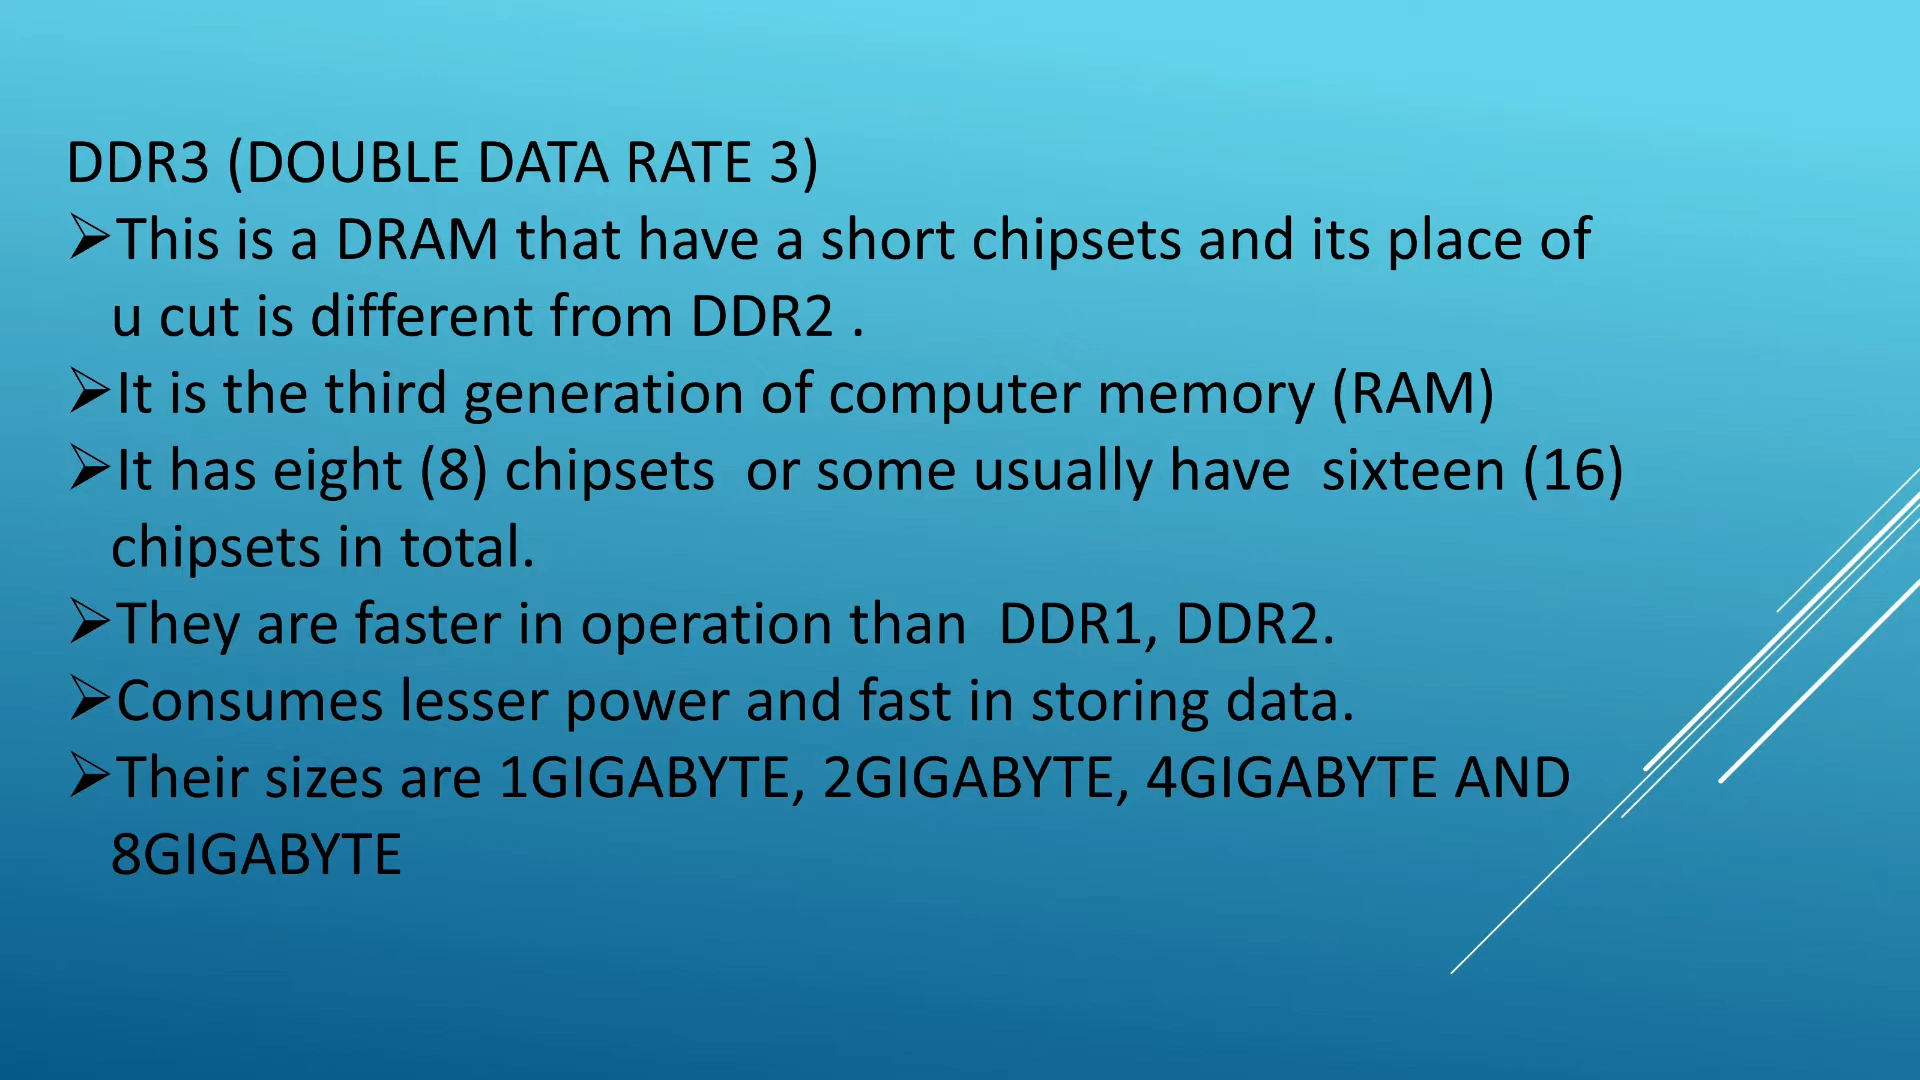 DDR3 (DOUBLE DATA RATE 3)
➢This is a DRAM that have a short chipsets and its place of
u cut is different from DDR2 .
➢It is the third generation of computer memory (RAM)
➢It has eight (8) chipsets  or some usually have  sixteen (16)
chipsets in total.
➢They are faster in operation than  DDR1, DDR2.
➢Consumes lesser power and fast in storing data.
➢Their sizes are 1GIGABYTE, 2GIGABYTE, 4GIGABYTE AND
8GIGABYTE